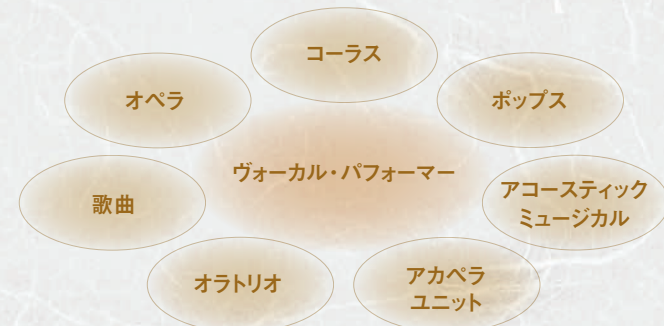 コーラス
オペラ
ポップス
ヴォーカル・パフォーマー
歌曲
アコースティック
ミュージカル
オラトリオ
アカペラ
ユニット